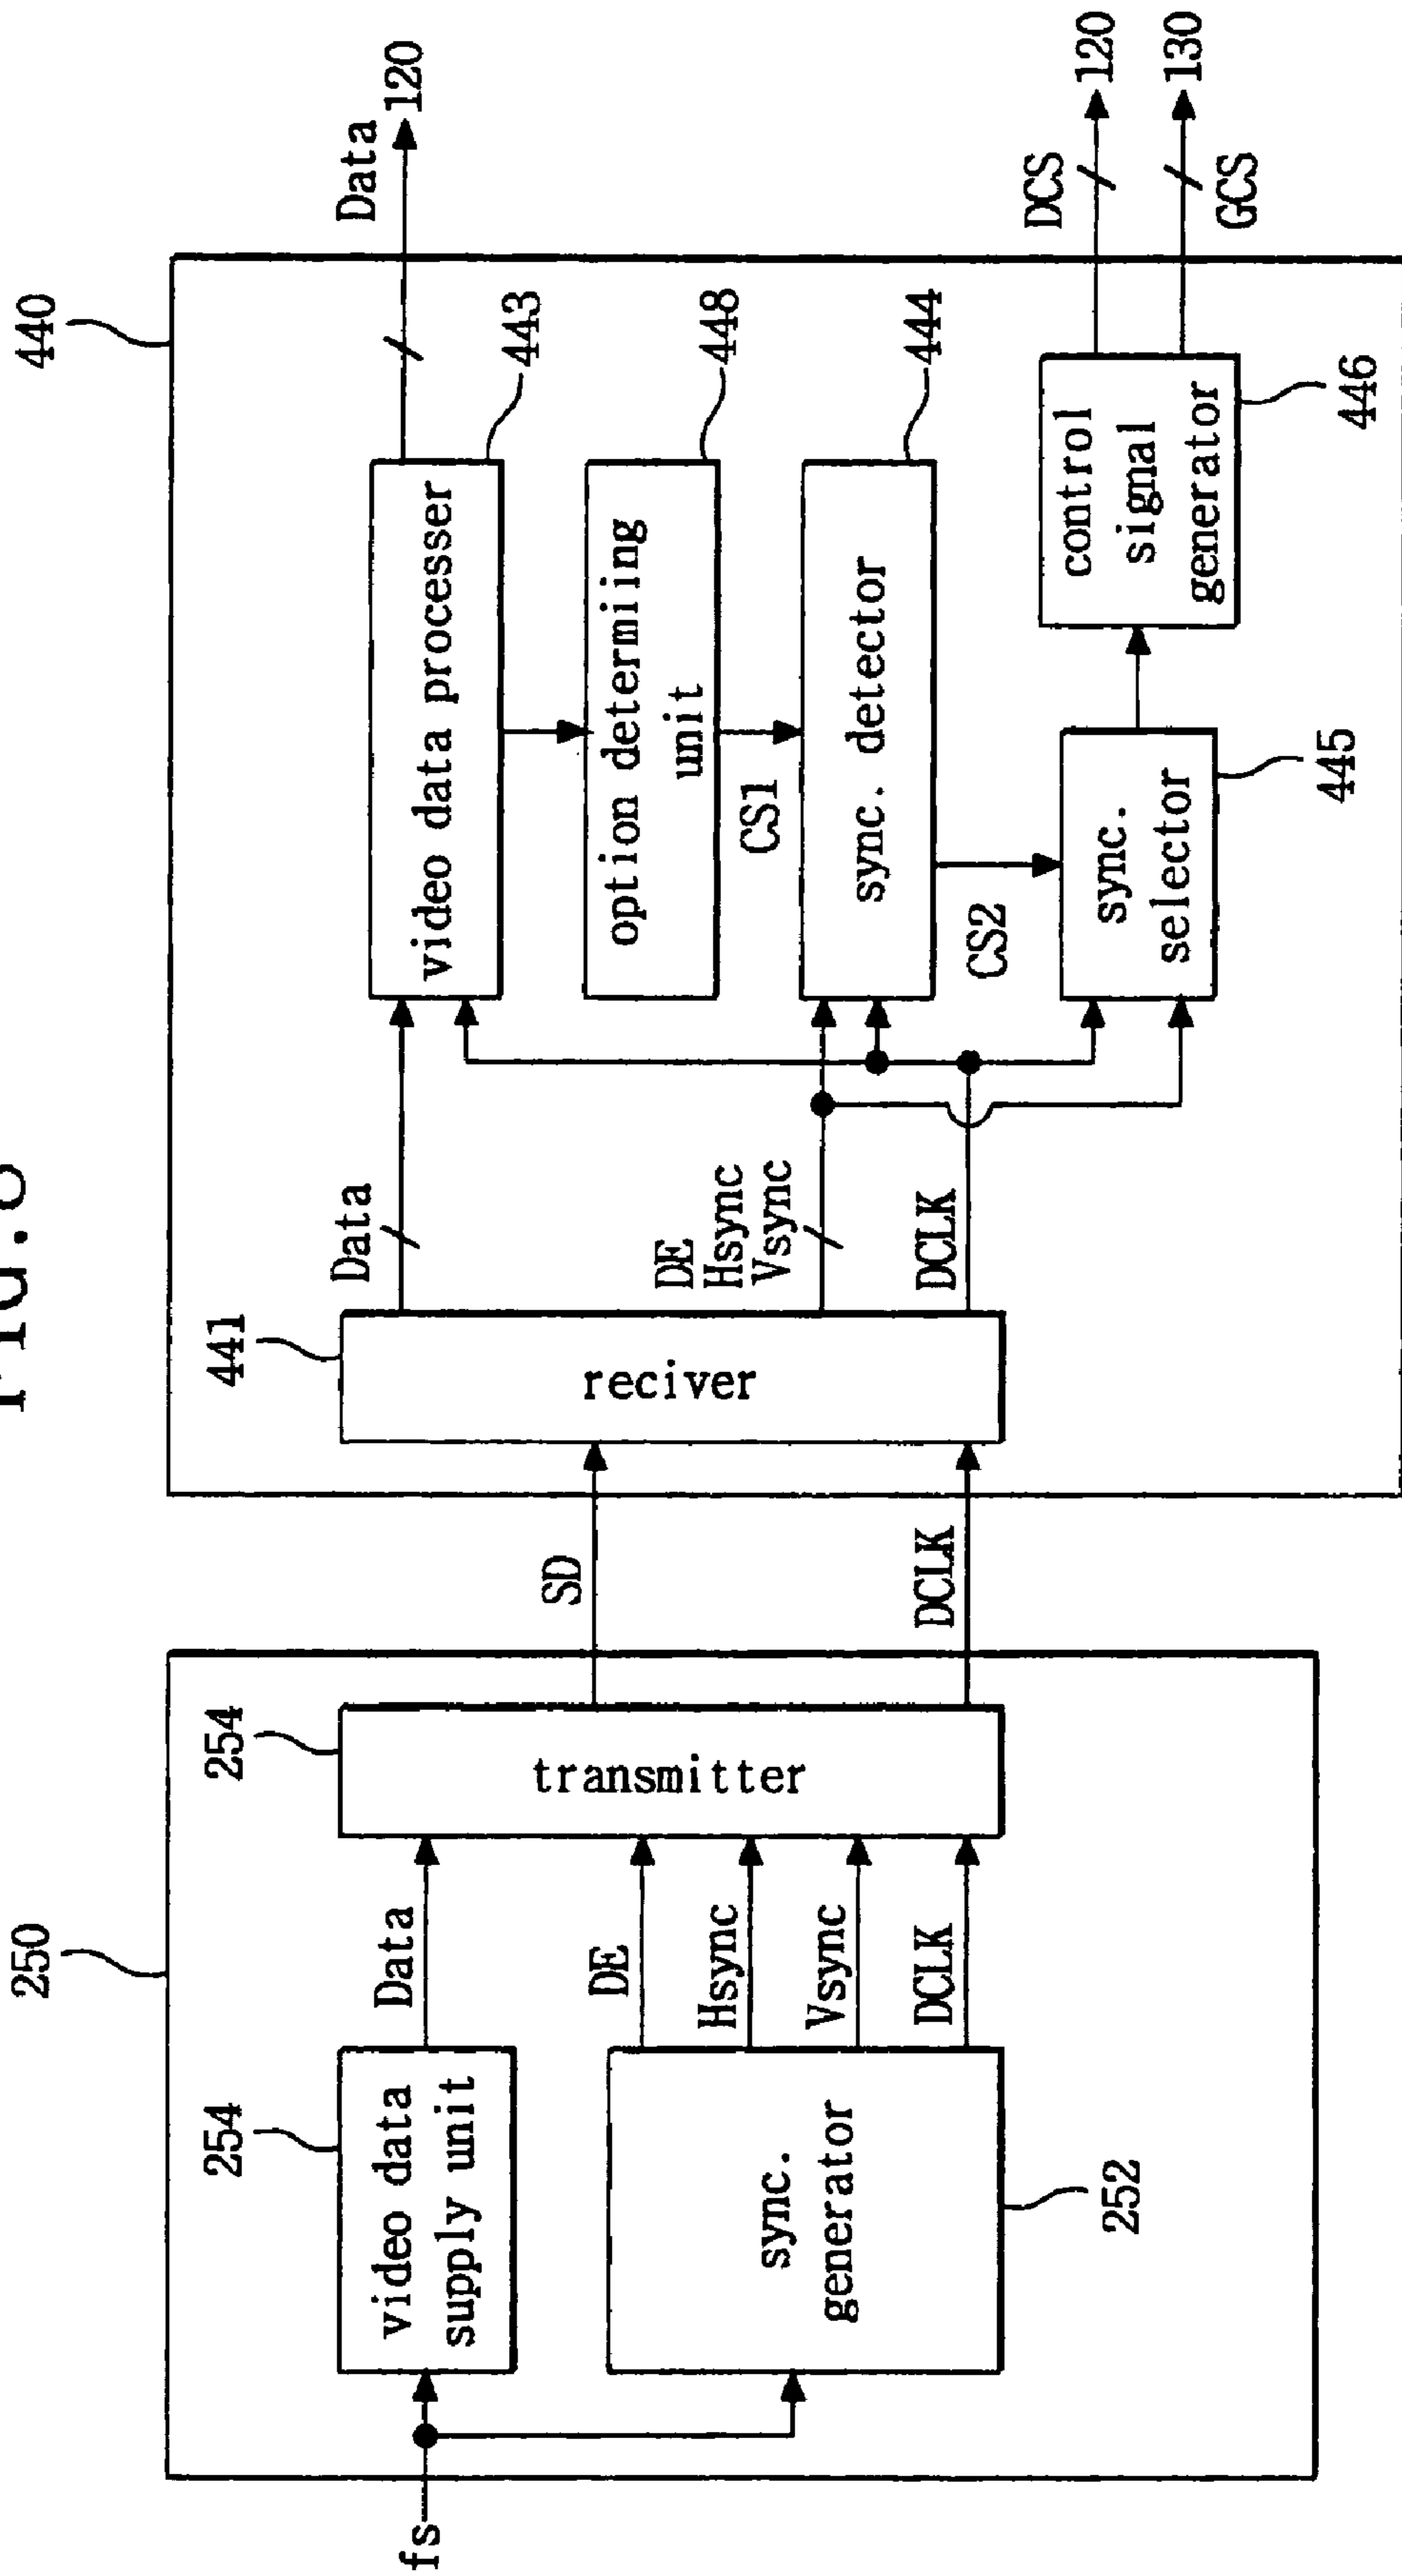 FIG. 8
250
440
fs
254
video data
supply unit
Data
sync.
generator
252
DE
Hsync
Vsync
DCLK
254
transmitter
SD
DCLK
441
reciver
Data
DE
Hsync
Vsync
DCLK
video data processer
443
Data
120
option determiing
unit
448
CS1
sync. detector
444
CS2
sync.
selector
445
control
signal
generator
446
DCS
120
GCS
130